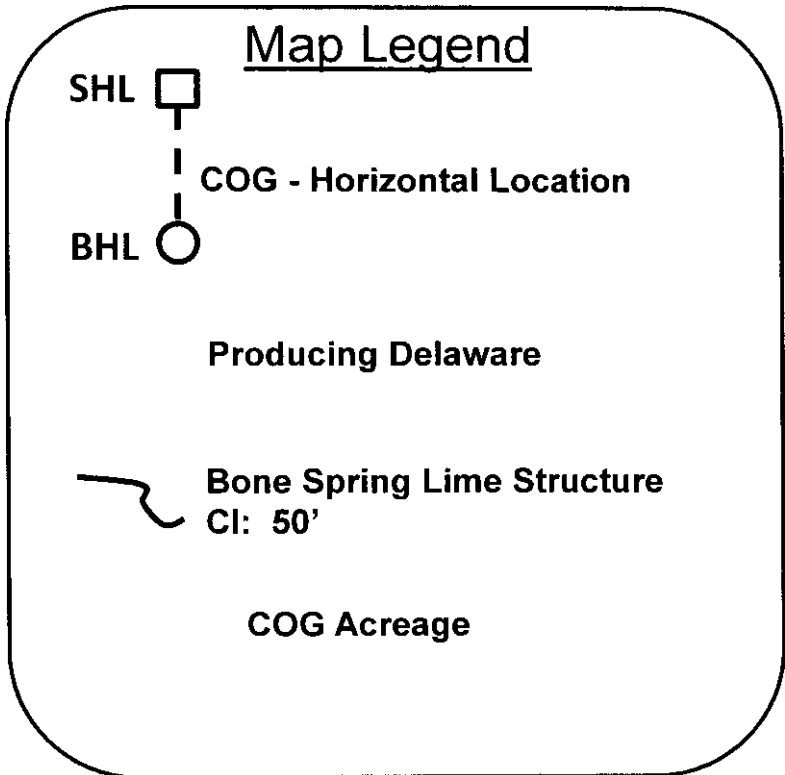 Map Legend
SHL
COG - Horizontal Location
BHL
Producing Delaware
Bone Spring Lime Structure
CI: 50'
COG Acreage